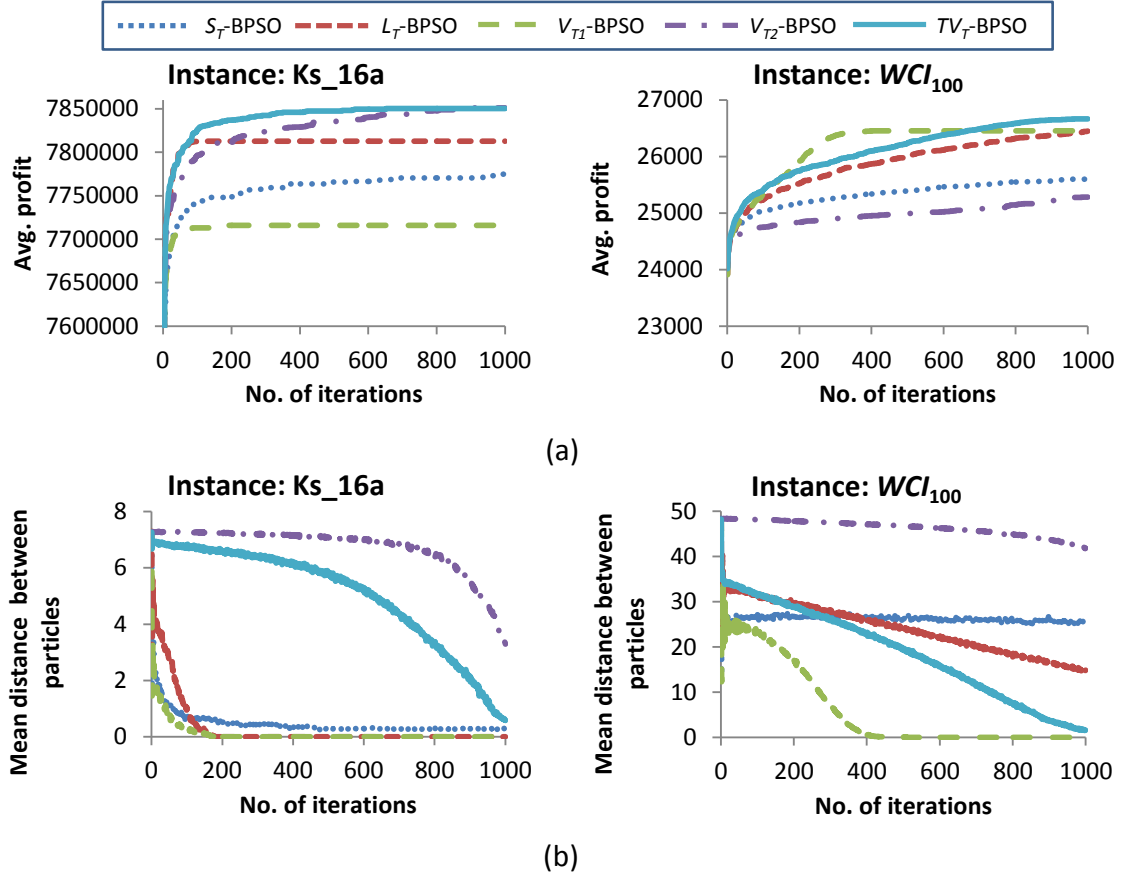 S_T-BPSO L_T-BPSO V_T1-BPSO V_T2-BPSO TV_T-BPSO
Instance: Ks_16a
7850000
7800000
7750000
7700000
7650000
7600000
Avg. profit
0 200 400 600 800 1000
No. of iterations
Instance: WCI_100
27000
26000
25000
24000
23000
Avg. profit
0 200 400 600 800 1000
No. of iterations
(a)
Instance: Ks_16a
8
6
4
2
0
Mean distance between
particles
0 200 400 600 800 1000
No. of iterations
Instance: WCI_100
50
40
30
20
10
0
Mean distance between
particles
0 200 400 600 800 1000
No. of iterations
(b)